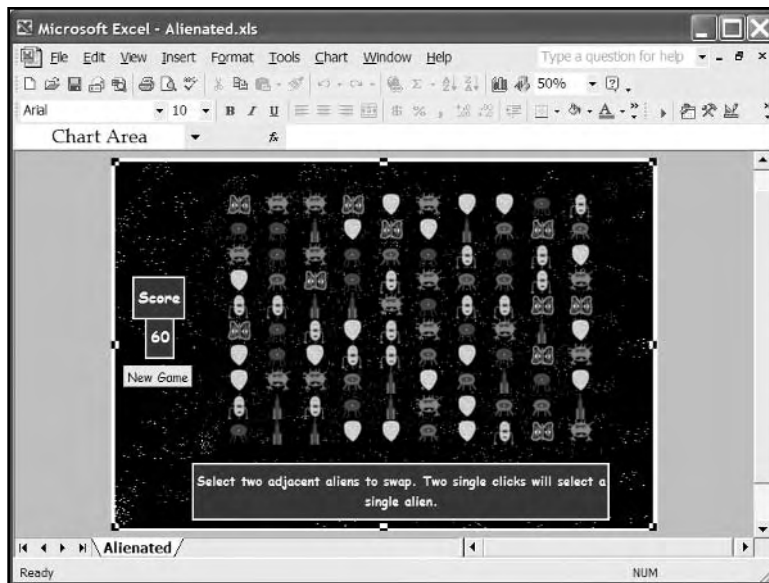 Microsoft Excel - Alienated.xls
File Edit View Insert Format Tools Chart Window Help Type a question for help
50%
Arial 10 B I U
Chart Area fx
Score
60
New Game
Select two adjacent aliens to swap. Two single clicks will select a
single alien.
Alienated
Ready NUM